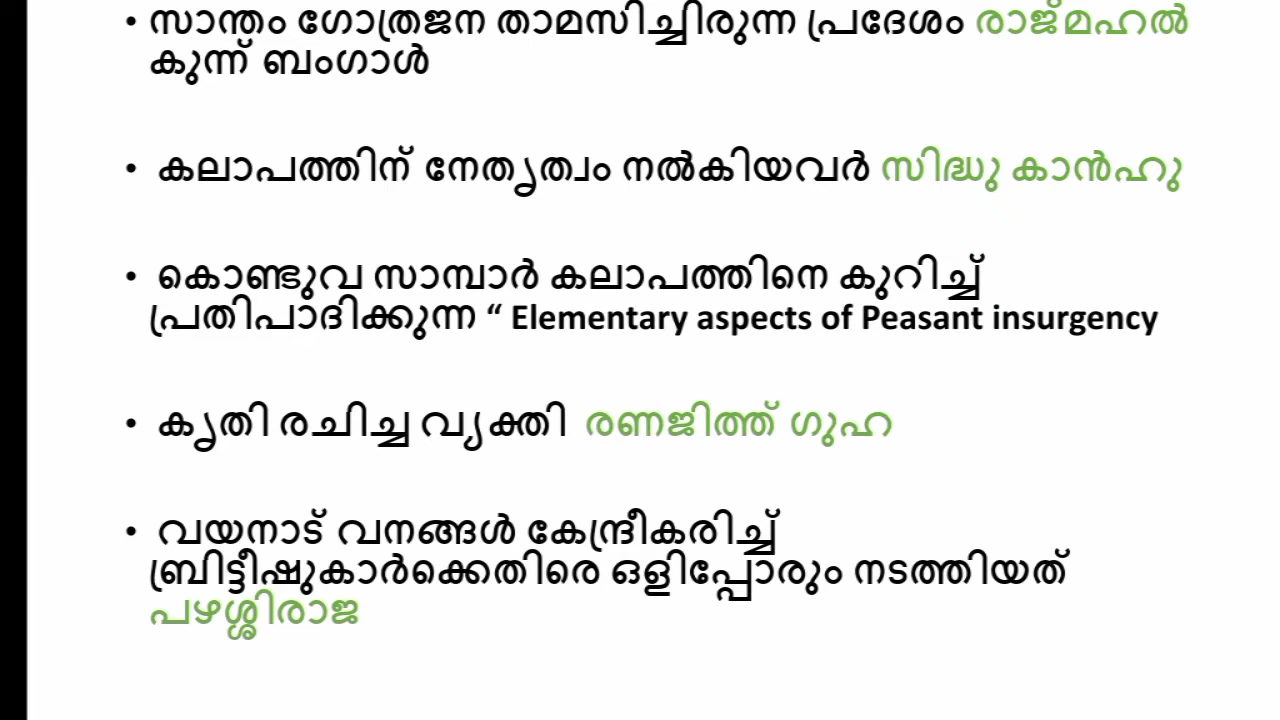 • സാന്തം ഗോത്രജന താമസിച്ചിരുന്ന പ്രദേശം രാജ്മഹൽ
കുന്ന് ബംഗാൾ
• കലാപത്തിന് നേതൃത്വം നൽകിയവർ സിദ്ധു കാൻഹു
• കൊണ്ടുവ സാമ്പാർ കലാപത്തിനെ കുറിച്ച്
പ്രതിപാദിക്കുന്ന “ Elementary aspects of Peasant insurgency
• കൃതി രചിച്ച വ്യക്തി രണജിത്ത് ഗുഹ
• വയനാട് വനങ്ങൾ കേന്ദ്രീകരിച്ച്
ബ്രിട്ടീഷുകാർക്കെതിരെ ഒളിപ്പോരും നടത്തിയത്
പഴശ്ശിരാജ